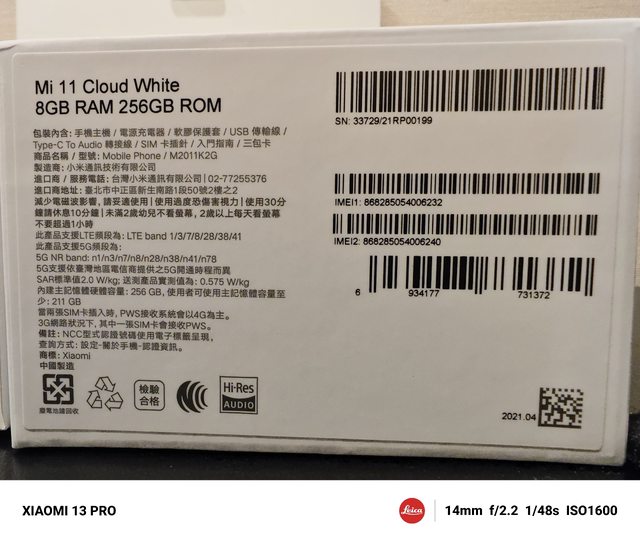 Mi 11 Cloud White
8GB RAM 256GB ROM
包裝內含: 手機主機 / 電源充電器 / 軟膠保護套 / USB 傳輸線 /
Type-C To Audio 轉接線 / SIM 卡插針 / 入門指南 / 三包卡
商品名稱 / 型號: Mobile Phone / M2011K2G
製造商: 小米通訊技術有限公司
進口商 / 服務電話: 台灣小米通訊有限公司 | 02-77255376
進口商地址: 臺北市中正區新生南路1段50號2樓之2
減少電磁波影響, 請妥適使用 | 使用過度恐傷害視力 | 使用30分
鐘請休息10分鐘 | 未滿2歲幼兒不看螢幕, 2歲以上每天看螢幕
不要超過1小時
此產品支援LTE頻段為: LTE band 1/3/7/8/28/38/41
此產品支援5G頻段為:
5G NR band: n1/n3/n7/n8/n28/n38/n41/n78
5G支援依臺灣地區電信商提供之5G開通時程而異
SAR標準值2.0 W/kg; 送測產品實測值為: 0.575 W/kg
內建主記憶體硬體容量: 256 GB, 使用者可使用主記憶體容量至
少: 211 GB
當兩張SIM卡插入時, PWS接收系統會以4G為主。
3G網路狀況下, 其中一張SIM卡會接收PWS。
備註: NCC型式認證號碼使用電子標籤呈現,
查詢方式: 設定-關於手機-認證資訊。
商標: Xiaomi
中國製造
廢電池請回收
檢驗
合格
Hi-Res
AUDIO
SN: 33729/21RP00199
IMEI1: 868285054006232
IMEI2: 868285054006240
6 934177 731372
2021.04
XIAOMI 13 PRO
Leica
14mm f/2.2 1/48s ISO1600